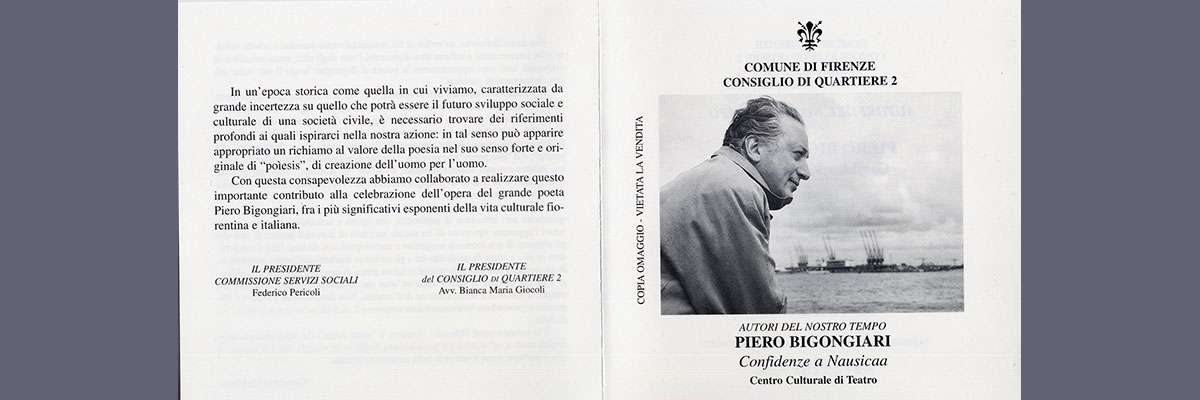 In un'epoca storica come quella in cui viviamo, caratterizzata da
grande incertezza su quello che potrà essere il futuro sviluppo sociale e
culturale di una società civile, è necessario trovare dei riferimenti
profondi ai quali ispirarci nella nostra azione: in tal senso può apparire
appropriato un richiamo al valore della poesia nel suo senso forte e ori-
ginale di “poìesis”, di creazione dell'uomo per l'uomo.
Con questa consapevolezza abbiamo collaborato a realizzare questo
importante contributo alla celebrazione dell'opera del grande poeta
Piero Bigongiari, fra i più significativi esponenti della vita culturale fio-
rentina e italiana.
IL PRESIDENTE
COMMISSIONE SERVIZI SOCIALI
Federico Pericoli
IL PRESIDENTE
del CONSIGLIO DI QUARTIERE 2
Avv. Bianca Maria Giocoli
COPIA OMAGGIO - VIETATA LA VENDITA
COMUNE DI FIRENZE
CONSIGLIO DI QUARTIERE 2
AUTORI DEL NOSTRO TEMPO
PIERO BIGONGIARI
Confidenze a Nausicaa
Centro Culturale di Teatro